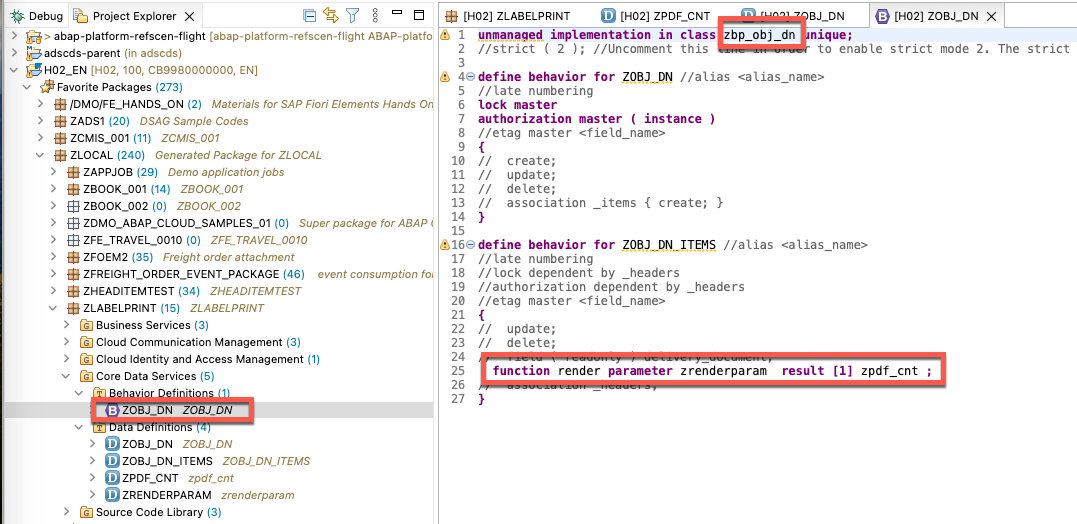 Debug
Project Explorer
> abap-platform-refscen-flight [abap-platform-refscen-flight ABAP-platfo
adscds-parent (in adscds)
H02_EN [H02, 100, CB9980000000, EN]
Favorite Packages (273)
/DMO/FE_HANDS_ON (2) Materials for SAP Fiori Elements Hands On
ZADS1 (20) DSAG Sample Codes
ZCMIS_001 (11) ZCMIS_001
ZLOCAL (240) Generated Package for ZLOCAL
ZAPPJOB (29) Demo application jobs
ZBOOK_001 (14) ZBOOK_001
ZBOOK_002 (0) ZBOOK_002
ZDMO_ABAP_CLOUD_SAMPLES_01 (0) Super package for ABAP C
ZFE_TRAVEL_0010 (0) ZFE_TRAVEL_0010
ZFOEM2 (35) Freight order attachment
ZFREIGHT_ORDER_EVENT_PACKAGE (46) event consumption fo
ZHEADITEMTEST (34) ZHEADITEMTEST
ZLABELPRINT (15) ZLABELPRINT
Business Services (3)
Cloud Communication Management (3)
Cloud Identity and Access Management (1)
Core Data Services (5)
Behavior Definitions (1)
ZOBJ_DN ZOBJ_DN
Data Definitions (4)
ZOBJ_DN ZOBJ_DN
ZOBJ_DN_ITEMS ZOBJ_DN_ITEMS
ZPDF_CNT zpdf_cnt
ZRENDERPARAM zrenderparam
Source Code Library (3)
[H02] ZLABELPRINT
[H02] ZPDF_CNT
[H02] ZOBJ_DN
[H02] ZOBJ_DN
1 unmanaged implementation in class zbp_obj_dn unique;
2 //strict ( 2 ); //Uncomment this line in order to enable strict mode 2. The strict
3
4 define behavior for ZOBJ_DN //alias <alias_name>
5 //late numbering
6 lock master
7 authorization master ( instance )
8 //etag master <field_name>
9 {
10 // create;
11 // update;
12 // delete;
13 // association _items { create; }
14 }
15
16 define behavior for ZOBJ_DN_ITEMS //alias <alias_name>
17 //late numbering
18 //lock dependent by _headers
19 //authorization dependent by _headers
20 //etag master <field_name>
21 {
22 // update;
23 // delete;
24 // field ( readonly ) delivery_document;
25 function render parameter zrenderparam result [1] zpdf_cnt ;
26 // association _headers;
27 }